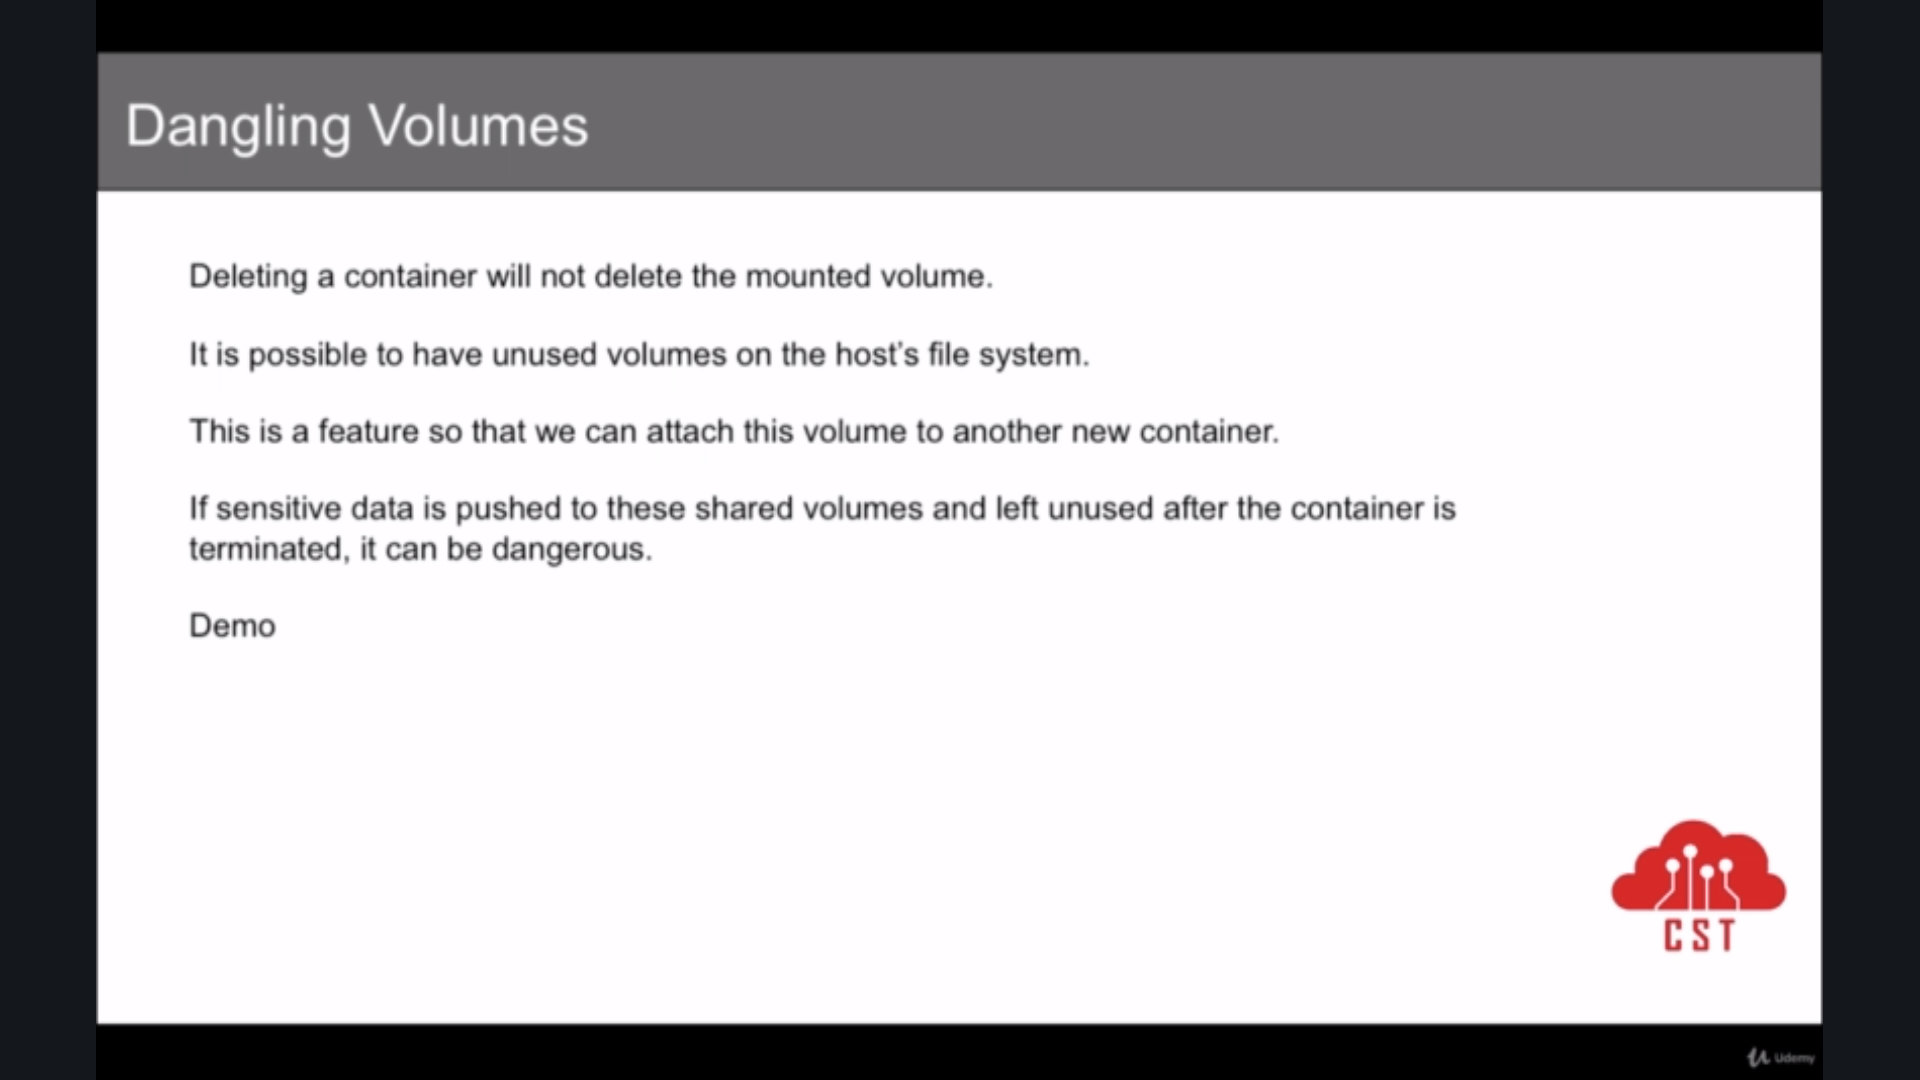 Dangling Volumes
Deleting a container will not delete the mounted volume.
It is possible to have unused volumes on the host’s file system.
This is a feature so that we can attach this volume to another new container.
If sensitive data is pushed to these shared volumes and left unused after the container is
terminated, it can be dangerous.
Demo
CST
Udemy